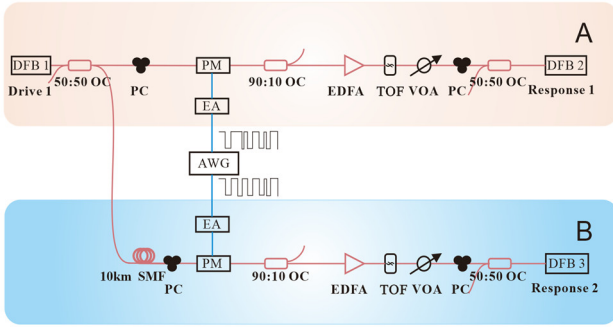 A
DFB 1
50:50 OC
PM
90:10 OC
50:50 OC
DFB 2
Drive 1
PC
EDFA
TOF
VOA
PC
Response 1
EA
AWG
B
EA
10km SMF
PC
PM
90:10 OC
EDFA
TOF
VOA
PC
50:50 OC
DFB 3
Response 2